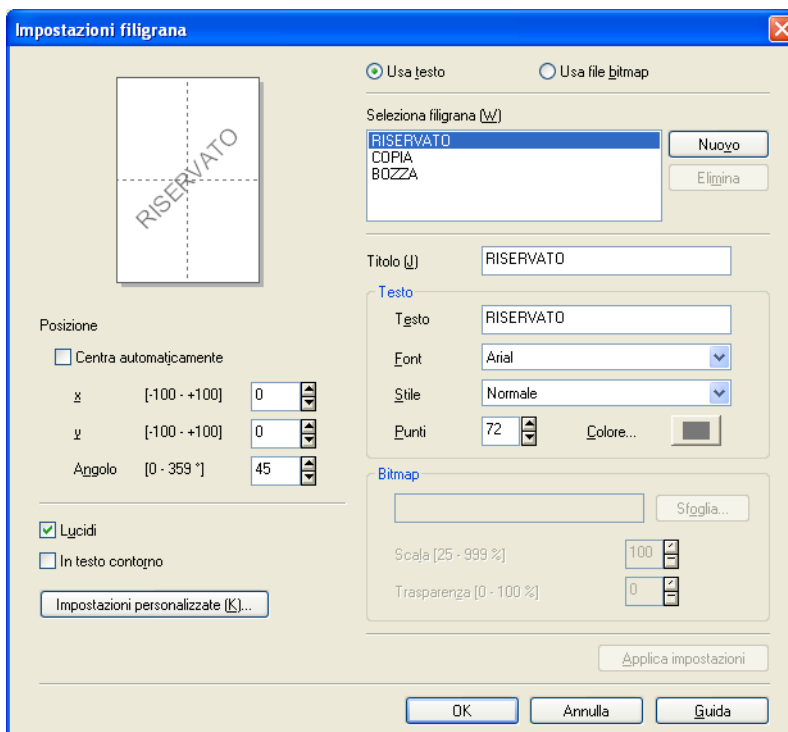 Impostazioni filigrana
RISERVATO
Posizione
Centra automaticamente
x [-100 - +100] 0
y [-100 - +100] 0
Angolo [0 - 359 °] 45
Lucidi
In testo contorno
Impostazioni personalizzate (K)...
Usa testo Usa file bitmap
Seleziona filigrana (W)
RISERVATO
COPIA
BOZZA
Nuovo
Elimina
Titolo (J) RISERVATO
Testo
Testo RISERVATO
Font Arial
Stile Normale
Punti 72 Colore...
Bitmap
Sfoglia...
Scala [25 - 999 %] 100
Trasparenza [0 - 100 %] 0
Applica impostazioni
OK Annulla Guida